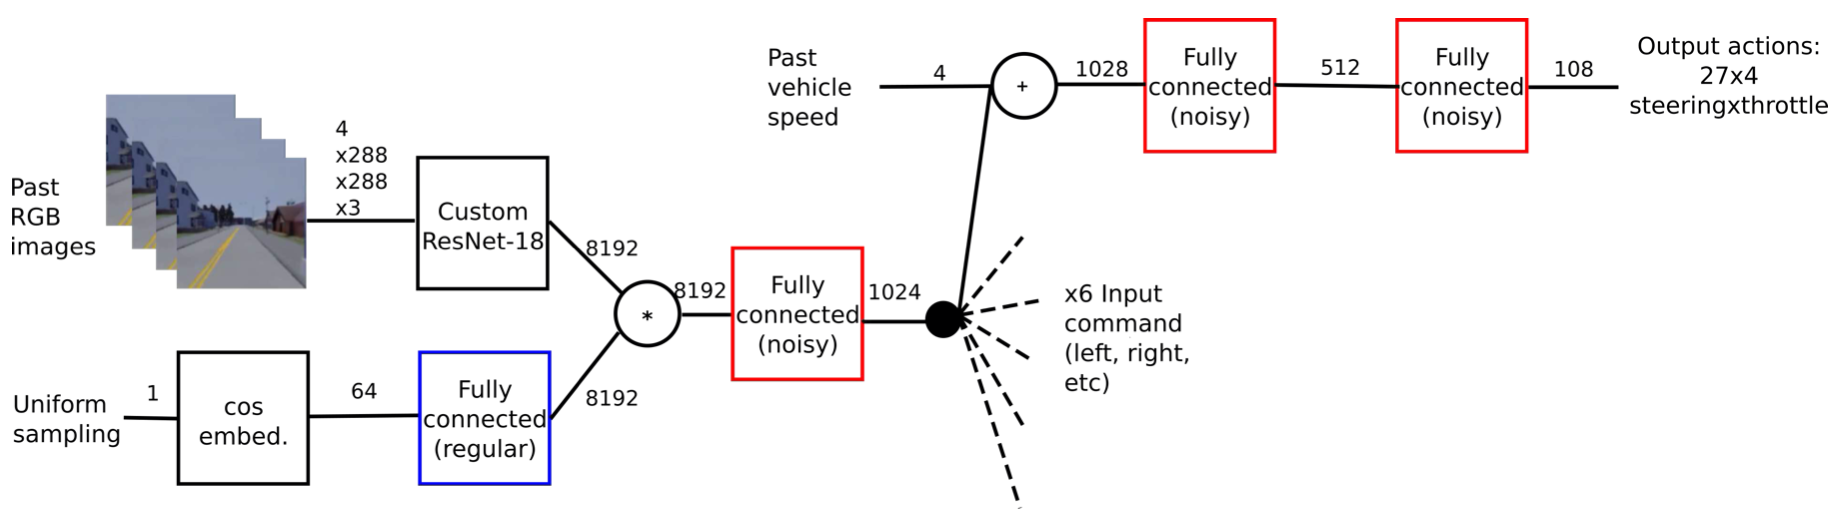 Past
RGB
images
4
x288
x288
x3
Custom
ResNet-18
8192
Uniform
sampling
1
cos
embed.
64
Fully
connected
(regular)
8192
*
8192
Fully
connected
(noisy)
1024
x6 Input
command
(left, right,
etc)
Past
vehicle
speed
4
+
1028
Fully
connected
(noisy)
512
Fully
connected
(noisy)
108
Output actions:
27x4
steeringxthrottle